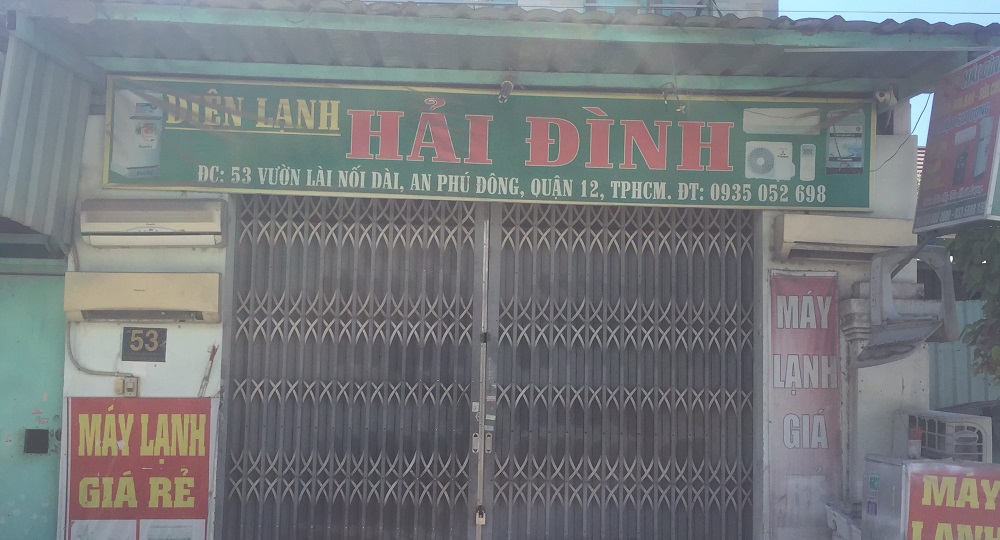 ĐIỆN LẠNH
HẢI ĐÌNH
ĐC: 53 VƯỜN LÀI NỐI DÀI, AN PHÚ ĐÔNG, QUẬN 12, TPHCM. ĐT: 0935 052 698
53
MÁY LẠNH
GIÁ RẺ
MÁY
LẠNH
GIÁ
MÁY
LẠNH